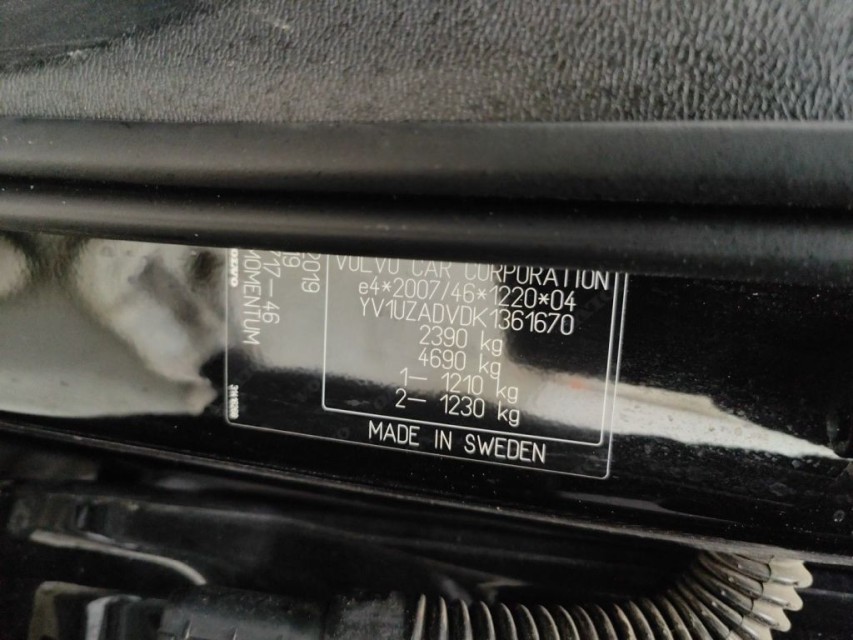 VOLVO CAR CORPORATION
e4*2007/46*1220*04
YV1UZADVDK1361670
2390 kg
4690 kg
1– 1210 kg
2– 1230 kg
MADE IN SWEDEN
2019
17–46
MOMENTUM
VOLVO